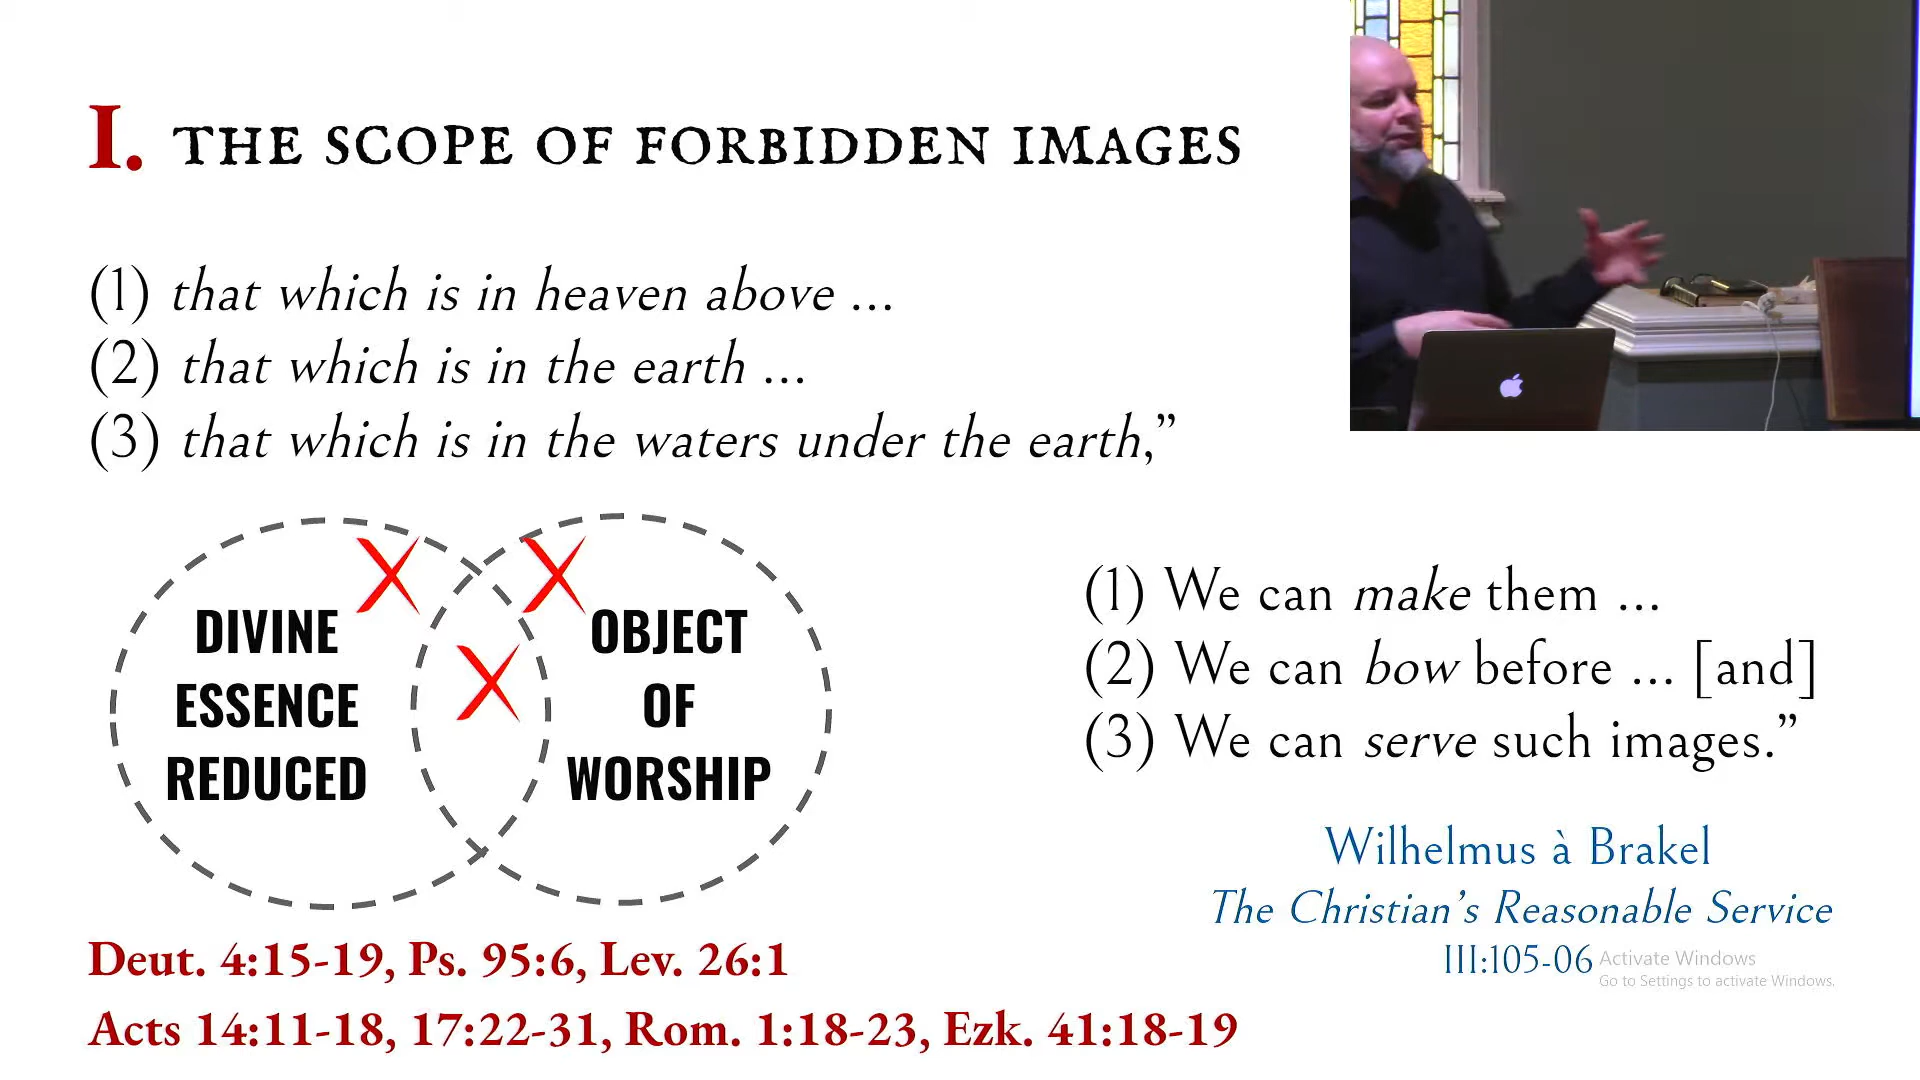 I. THE SCOPE OF FORBIDDEN IMAGES
(1) that which is in heaven above ...
(2) that which is in the earth ...
(3) that which is in the waters under the earth,”
DIVINE
ESSENCE
REDUCED
OBJECT
OF
WORSHIP
(1) We can make them ...
(2) We can bow before ... [and]
(3) We can serve such images.”
Wilhelmus à Brakel
The Christian’s Reasonable Service
III:105-06
Activate Windows
Go to Settings to activate Windows.
Deut. 4:15-19, Ps. 95:6, Lev. 26:1
Acts 14:11-18, 17:22-31, Rom. 1:18-23, Ezk. 41:18-19